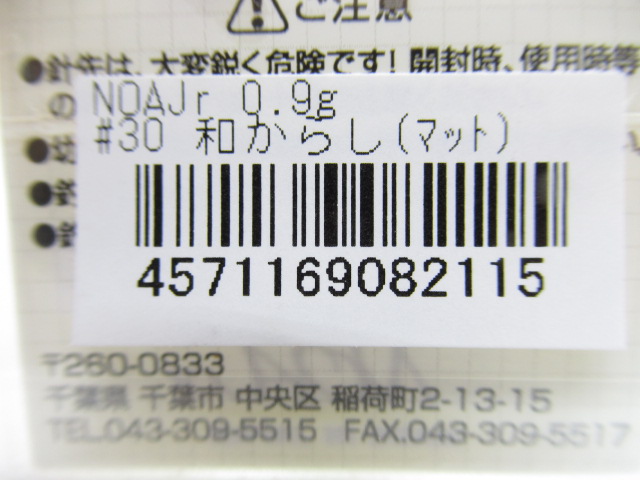 ご注意
●針先は、大変鋭く危険です!開封時、使用時等
の
●
●
●
NOAJr 0.9g
#30 和からし(マット)
4571169082115
〒260-0833
千葉県 千葉市 中央区 稲荷町2-13-15
TEL.043-309-5515 FAX.043-309-5517